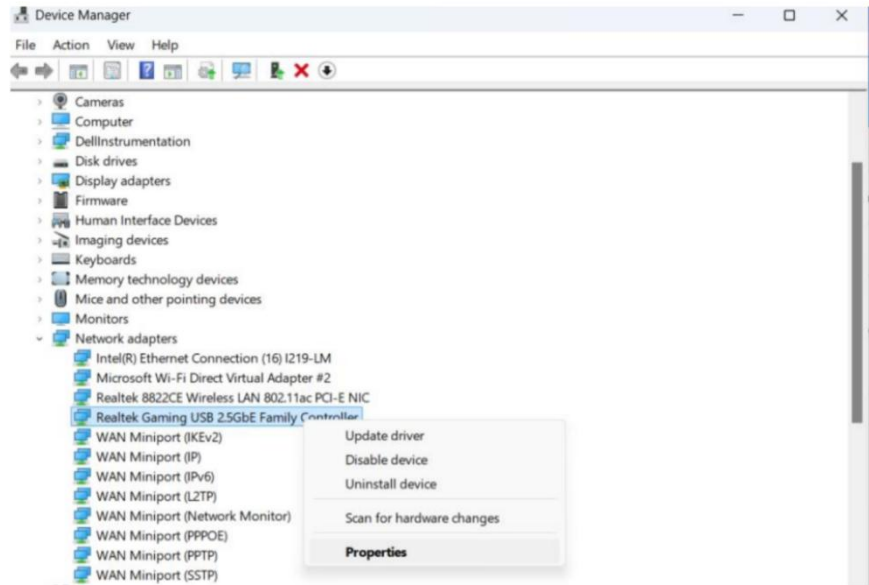 Device Manager
File Action View Help
Cameras
Computer
DellInstrumentation
Disk drives
Display adapters
Firmware
Human Interface Devices
Imaging devices
Keyboards
Memory technology devices
Mice and other pointing devices
Monitors
Network adapters
Intel(R) Ethernet Connection (16) I219-LM
Microsoft Wi-Fi Direct Virtual Adapter #2
Realtek 8822CE Wireless LAN 802.11ac PCI-E NIC
Realtek Gaming USB 2.5GbE Family Controller
WAN Miniport (IKEv2)
WAN Miniport (IP)
WAN Miniport (IPv6)
WAN Miniport (L2TP)
WAN Miniport (Network Monitor)
WAN Miniport (PPPOE)
WAN Miniport (PPTP)
WAN Miniport (SSTP)
Update driver
Disable device
Uninstall device
Scan for hardware changes
Properties